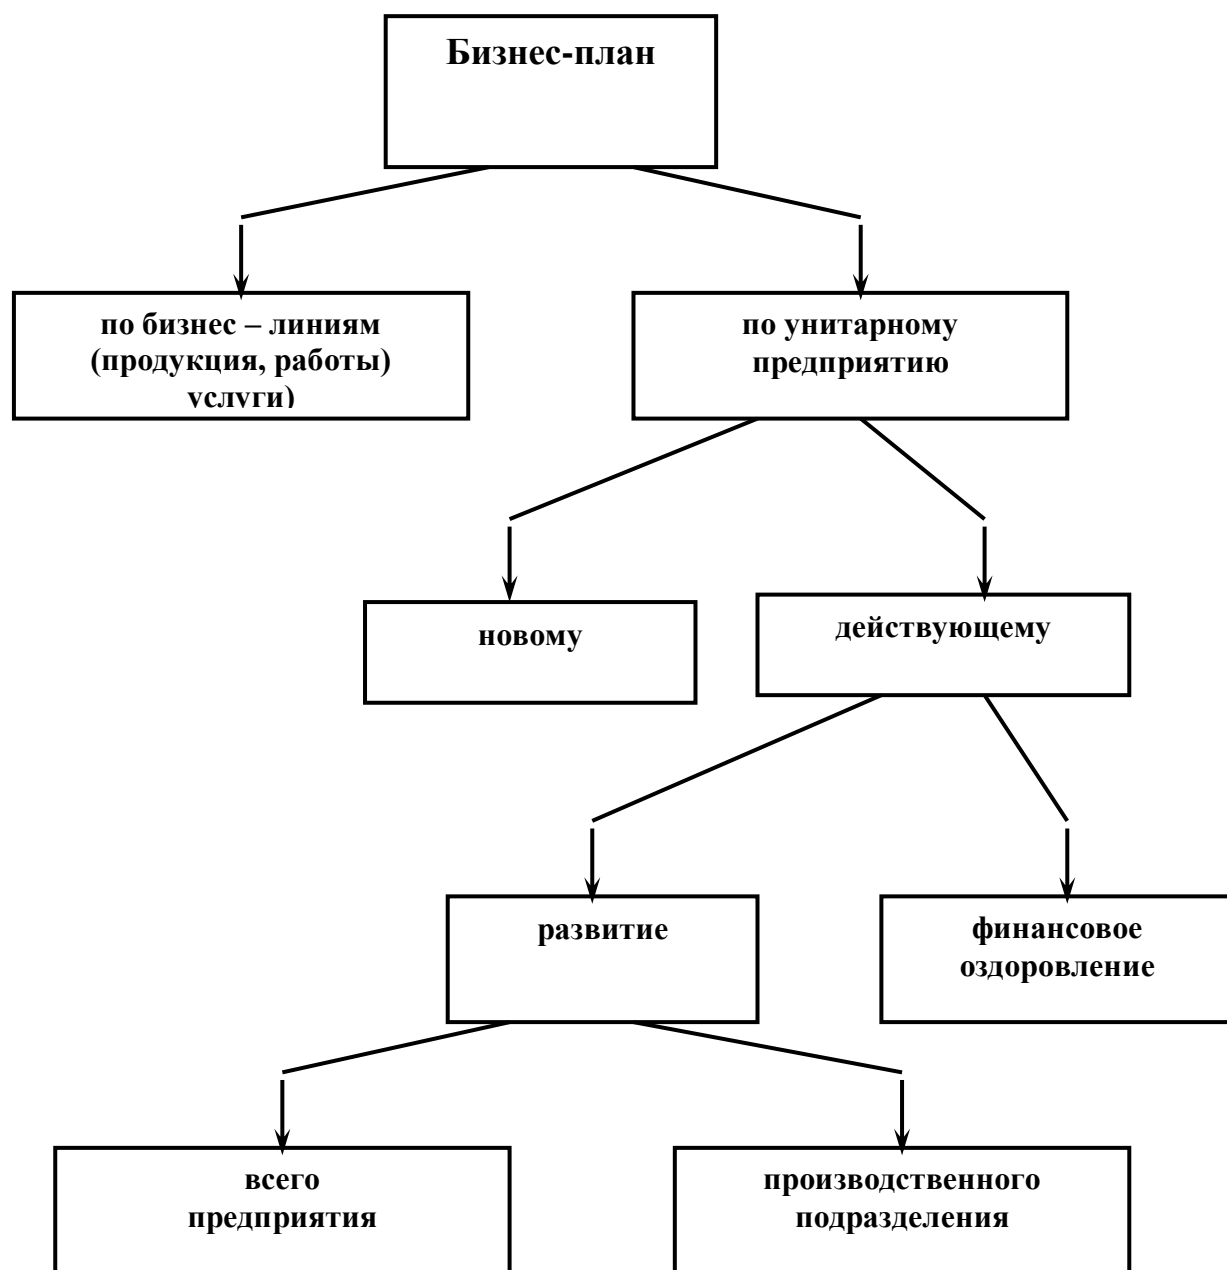 Бизнес-план
по бизнес – линиям
(продукция, работы)
услуги)
по унитарному
предприятию
новому
действующему
развитие
финансовое
оздоровление
всего
предприятия
производственного
подразделения